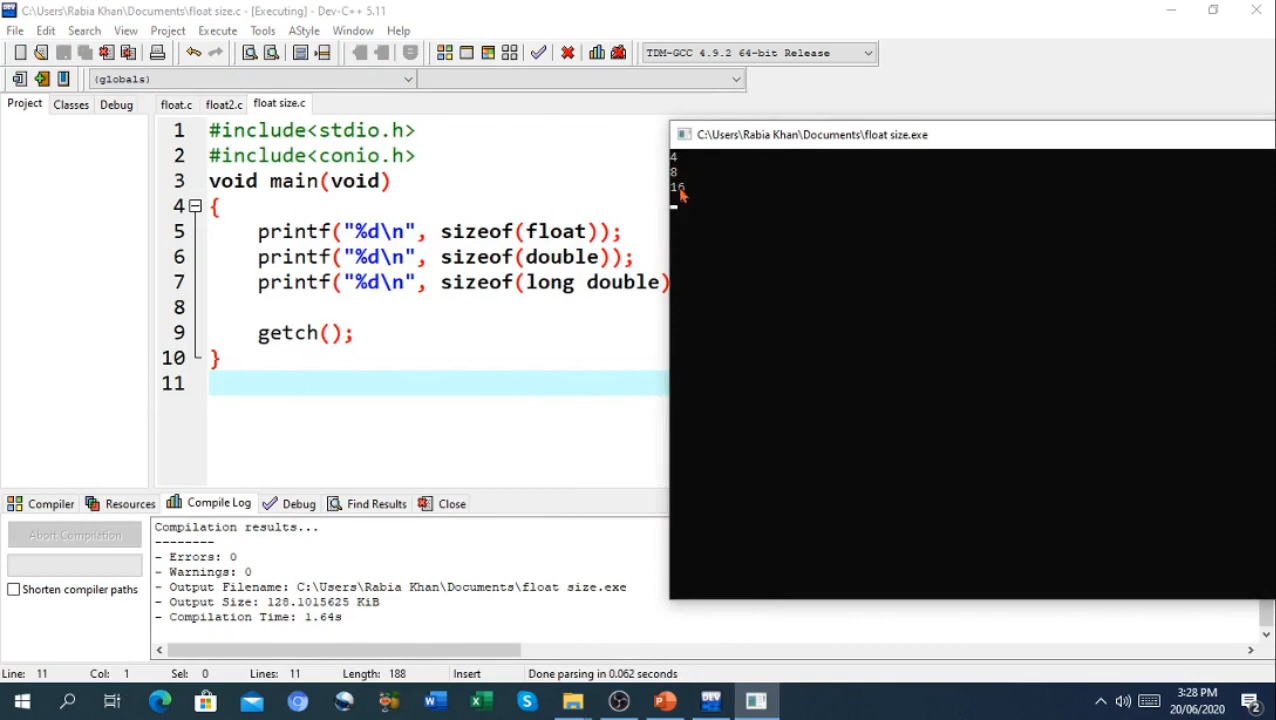 C:\Users\Rabia Khan\Documents\float size.c - [Executing] - Dev-C++ 5.11
File Edit Search View Project Execute Tools AStyle Window Help
TDM-GCC 4.9.2 64-bit Release
(globals)
Project Classes Debug
float.c float2.c float size.c
1 #include<stdio.h>
2 #include<conio.h>
3 void main(void)
4 {
5 printf("%d\n", sizeof(float));
6 printf("%d\n", sizeof(double));
7 printf("%d\n", sizeof(long double)
8
9 getch();
10 }
11
C:\Users\Rabia Khan\Documents\float size.exe
4
8
16
Compiler Resources Compile Log Debug Find Results Close
Abort Compilation
Shorten compiler paths
Compilation results...
--------
- Errors: 0
- Warnings: 0
- Output Filename: C:\Users\Rabia Khan\Documents\float size.exe
- Output Size: 128.1015625 KiB
- Compilation Time: 1.64s
Line: 11 Col: 1 Sel: 0 Lines: 11 Length: 188 Insert Done parsing in 0.062 seconds
3:28 PM
20/06/2020
2